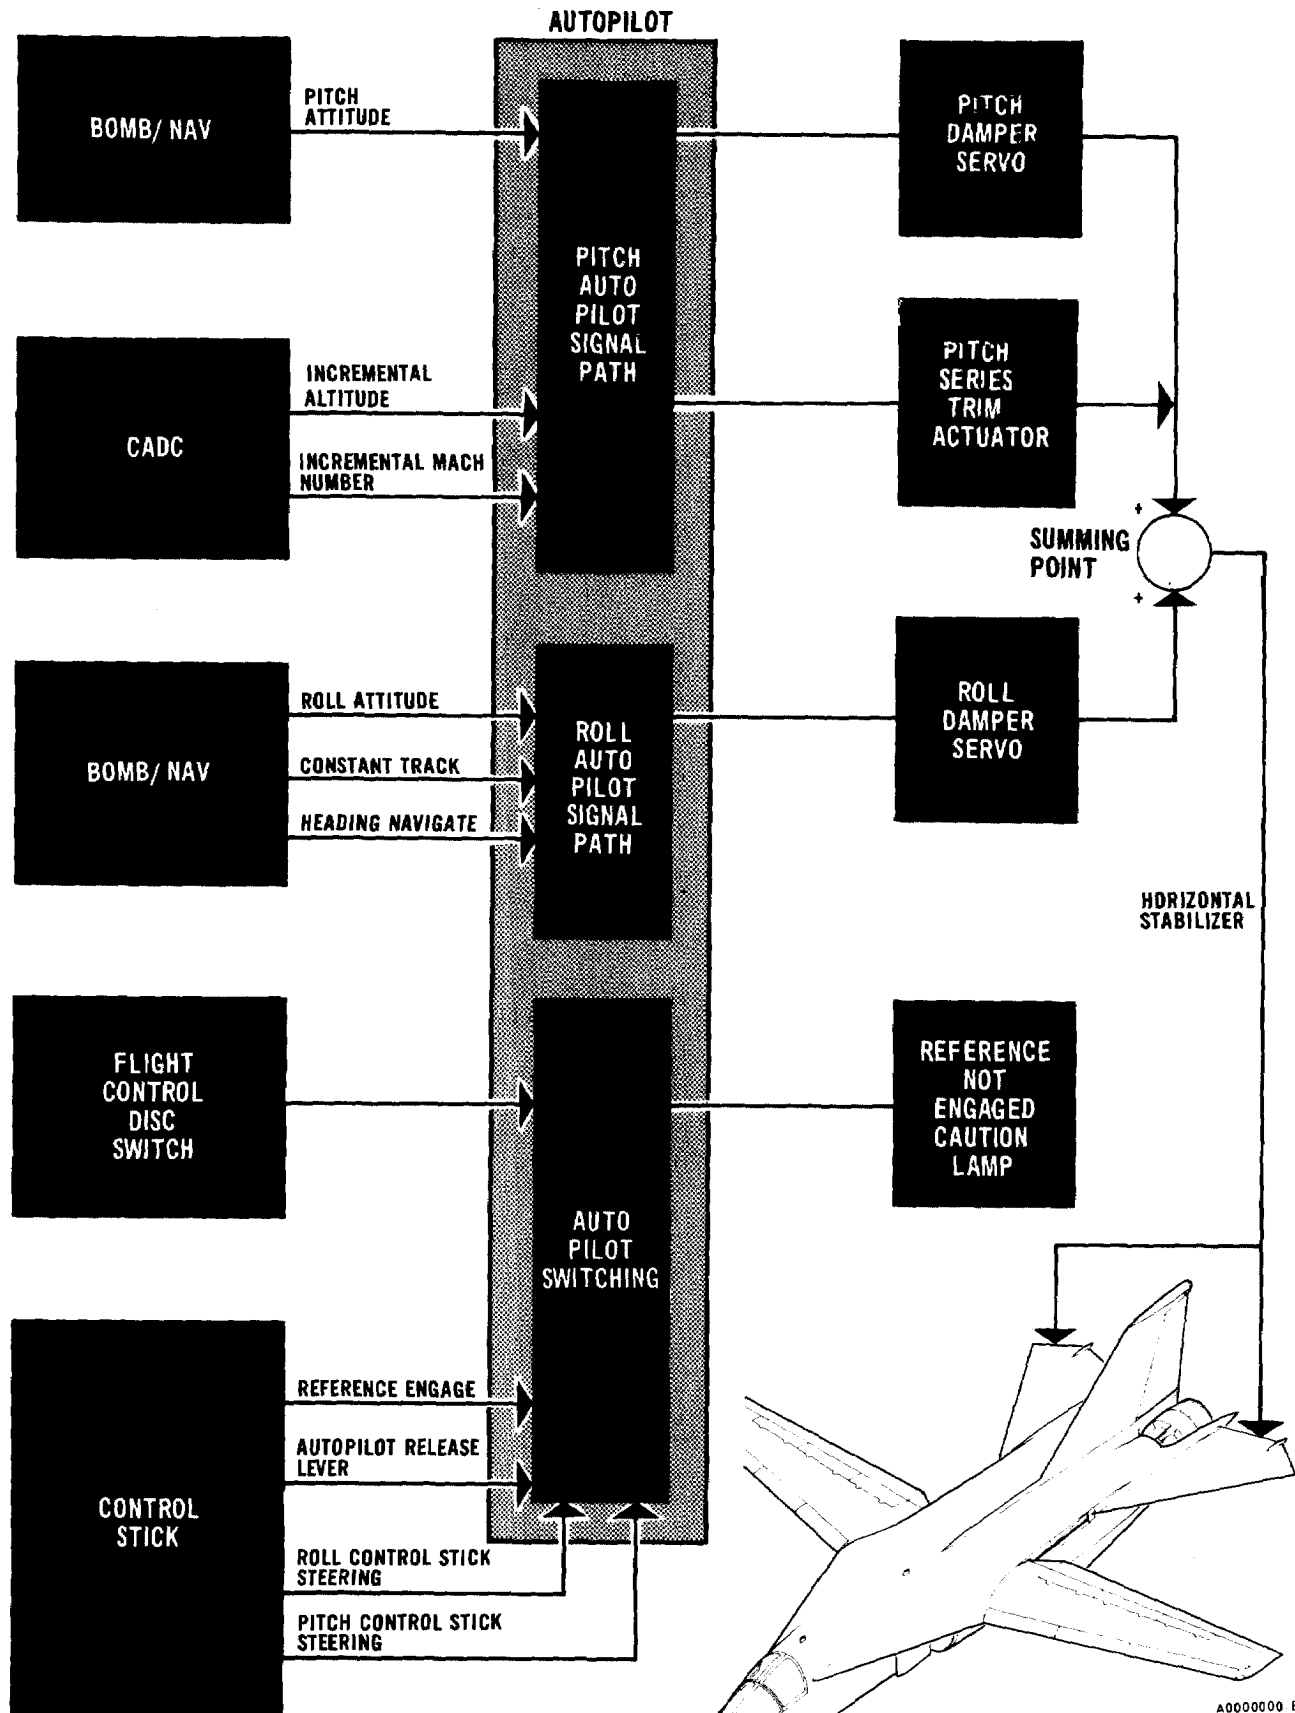 AUTOPILOT
BOMB/ NAV
PITCH
ATTITUDE
PITCH
DAMPER
SERVO
PITCH
AUTO
PILOT
SIGNAL
PATH
CADC
INCREMENTAL
ALTITUDE
INCREMENTAL MACH
NUMBER
PITCH
SERIES
TRIM
ACTUATOR
+
SUMMING
POINT
+
BOMB/ NAV
ROLL ATTITUDE
CONSTANT TRACK
HEADING NAVIGATE
ROLL
AUTO
PILOT
SIGNAL
PATH
ROLL
DAMPER
SERVO
HORIZONTAL
STABILIZER
FLIGHT
CONTROL
DISC
SWITCH
REFERENCE
NOT
ENGAGED
CAUTION
LAMP
AUTO
PILOT
SWITCHING
CONTROL
STICK
REFERENCE ENGAGE
AUTOPILOT RELEASE
LEVER
ROLL CONTROL STICK
STEERING
PITCH CONTROL STICK
STEERING
A0000000